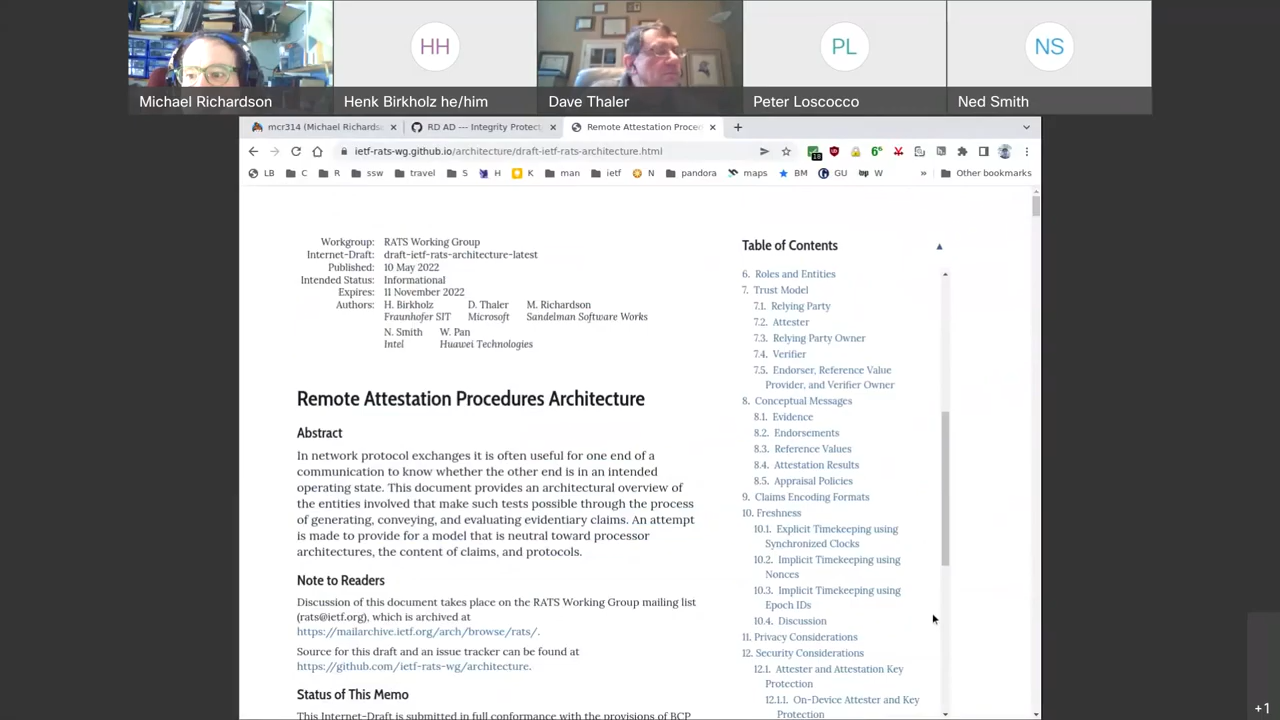 HH
PL
NS
Michael Richardson
Henk Birkholz he/him
Dave Thaler
Peter Loscocco
Ned Smith
mcr314 (Michael Richards
RD AD --- Integrity Protect
Remote Attestation Proce
ietf-rats-wg.github.io/architecture/draft-ietf-rats-architecture.html
18
6
LB
C
R
ssw
travel
S
H
K
man
ietf
N
pandora
maps
BM
GU
W
»
Other bookmarks
Workgroup: RATS Working Group
Internet-Draft: draft-ietf-rats-architecture-latest
Published: 10 May 2022
Intended Status: Informational
Expires: 11 November 2022
Authors: H. Birkholz D. Thaler M. Richardson
Fraunhofer SIT Microsoft Sandelman Software Works
N. Smith W. Pan
Intel Huawei Technologies
Remote Attestation Procedures Architecture
Abstract
In network protocol exchanges it is often useful for one end of a
communication to know whether the other end is in an intended
operating state. This document provides an architectural overview of
the entities involved that make such tests possible through the process
of generating, conveying, and evaluating evidentiary claims. An attempt
is made to provide for a model that is neutral toward processor
architectures, the content of claims, and protocols.
Note to Readers
Discussion of this document takes place on the RATS Working Group mailing list
(rats@ietf.org), which is archived at
https://mailarchive.ietf.org/arch/browse/rats/.
Source for this draft and an issue tracker can be found at
https://github.com/ietf-rats-wg/architecture.
Status of This Memo
This Internet-Draft is submitted in full conformance with the provisions of BCP
Table of Contents
6. Roles and Entities
7. Trust Model
7.1. Relying Party
7.2. Attester
7.3. Relying Party Owner
7.4. Verifier
7.5. Endorser, Reference Value
Provider, and Verifier Owner
8. Conceptual Messages
8.1. Evidence
8.2. Endorsements
8.3. Reference Values
8.4. Attestation Results
8.5. Appraisal Policies
9. Claims Encoding Formats
10. Freshness
10.1. Explicit Timekeeping using
Synchronized Clocks
10.2. Implicit Timekeeping using
Nonces
10.3. Implicit Timekeeping using
Epoch IDs
10.4. Discussion
11. Privacy Considerations
12. Security Considerations
12.1. Attester and Attestation Key
Protection
12.1.1. On-Device Attester and Key
Protection
+1